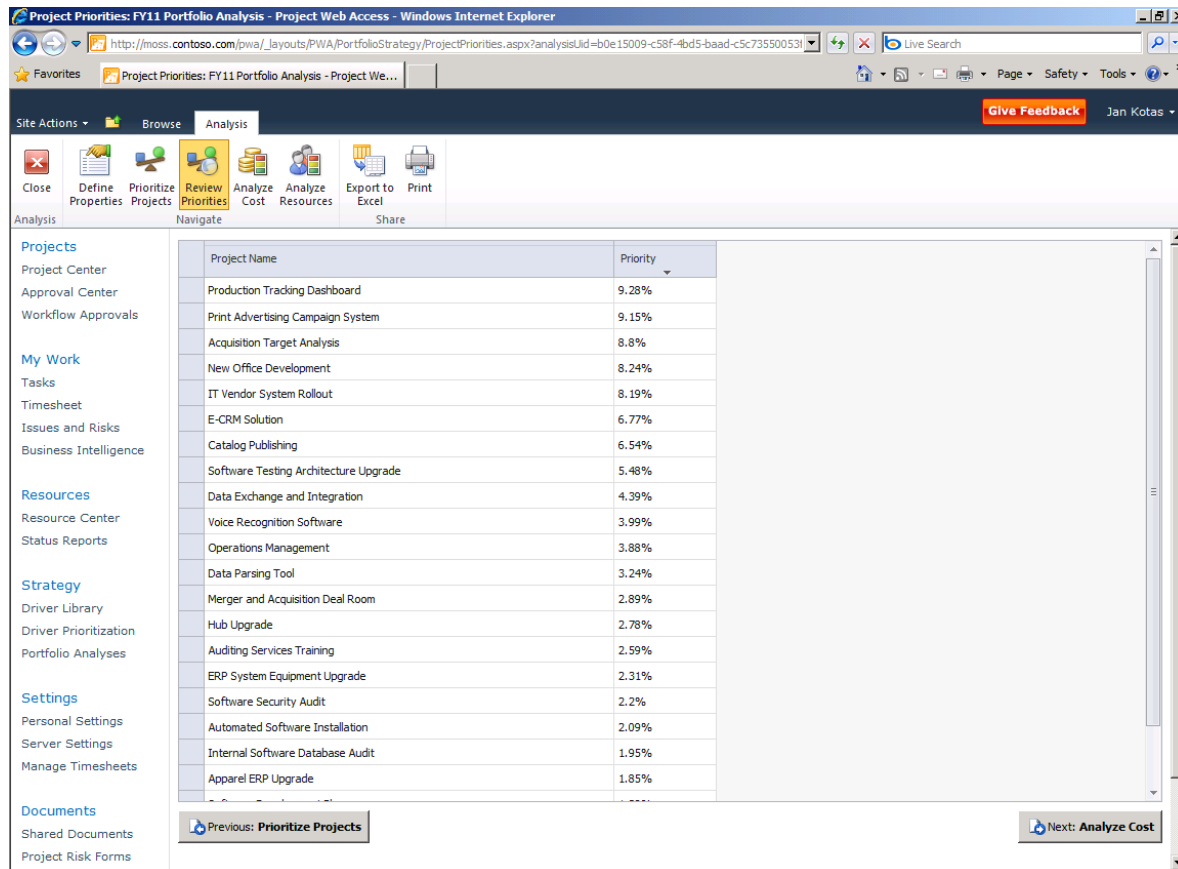 Project Priorities: FY11 Portfolio Analysis - Project Web Access - Windows Internet Explorer
http://moss.contoso.com/pwa/_layouts/PWA/PortfolioStrategy/ProjectPriorities.aspx?analysisUid=b0e15009-c58f-4bd5-baad-c5c73550053
Live Search
Favorites
Project Priorities: FY11 Portfolio Analysis - Project We...
Page
Safety
Tools
Site Actions
Browse
Analysis
Give Feedback
Jan Kotas
Close
Define Properties
Prioritize Projects
Review Priorities
Analyze Cost
Analyze Resources
Export to Excel
Print
Analysis
Navigate
Share
Projects
Project Center
Approval Center
Workflow Approvals
My Work
Tasks
Timesheet
Issues and Risks
Business Intelligence
Resources
Resource Center
Status Reports
Strategy
Driver Library
Driver Prioritization
Portfolio Analyses
Settings
Personal Settings
Server Settings
Manage Timesheets
Documents
Shared Documents
Project Risk Forms
Project Name Priority
Production Tracking Dashboard 9.28%
Print Advertising Campaign System 9.15%
Acquisition Target Analysis 8.8%
New Office Development 8.24%
IT Vendor System Rollout 8.19%
E-CRM Solution 6.77%
Catalog Publishing 6.54%
Software Testing Architecture Upgrade 5.48%
Data Exchange and Integration 4.39%
Voice Recognition Software 3.99%
Operations Management 3.88%
Data Parsing Tool 3.24%
Merger and Acquisition Deal Room 2.89%
Hub Upgrade 2.78%
Auditing Services Training 2.59%
ERP System Equipment Upgrade 2.31%
Software Security Audit 2.2%
Automated Software Installation 2.09%
Internal Software Database Audit 1.95%
Apparel ERP Upgrade 1.85%
Previous: Prioritize Projects
Next: Analyze Cost